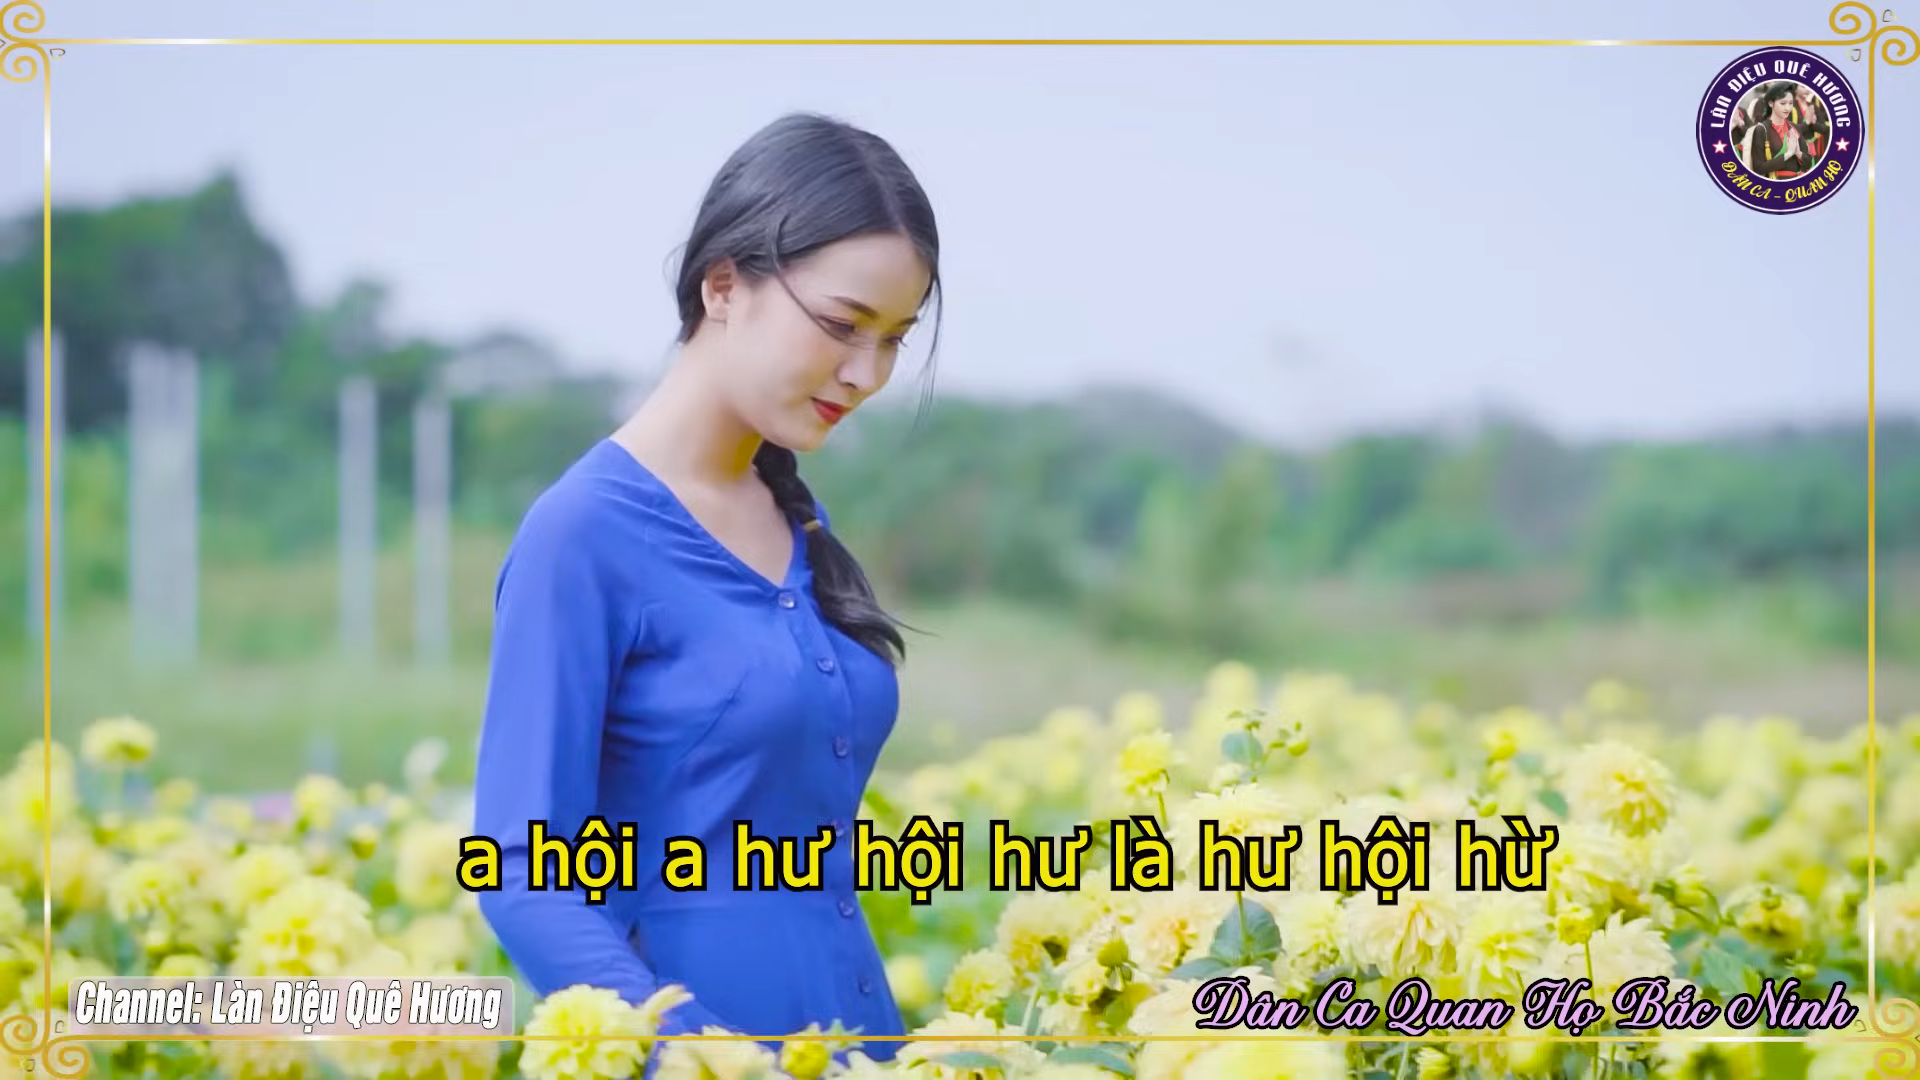 LÀN ĐIỆU QUÊ HƯƠNG
DÂN CA - QUAN HỌ
a hội a hư hội hư là hư hội hừ
Channel: Làn Điệu Quê Hương
Dân Ca Quan Họ Bắc Ninh